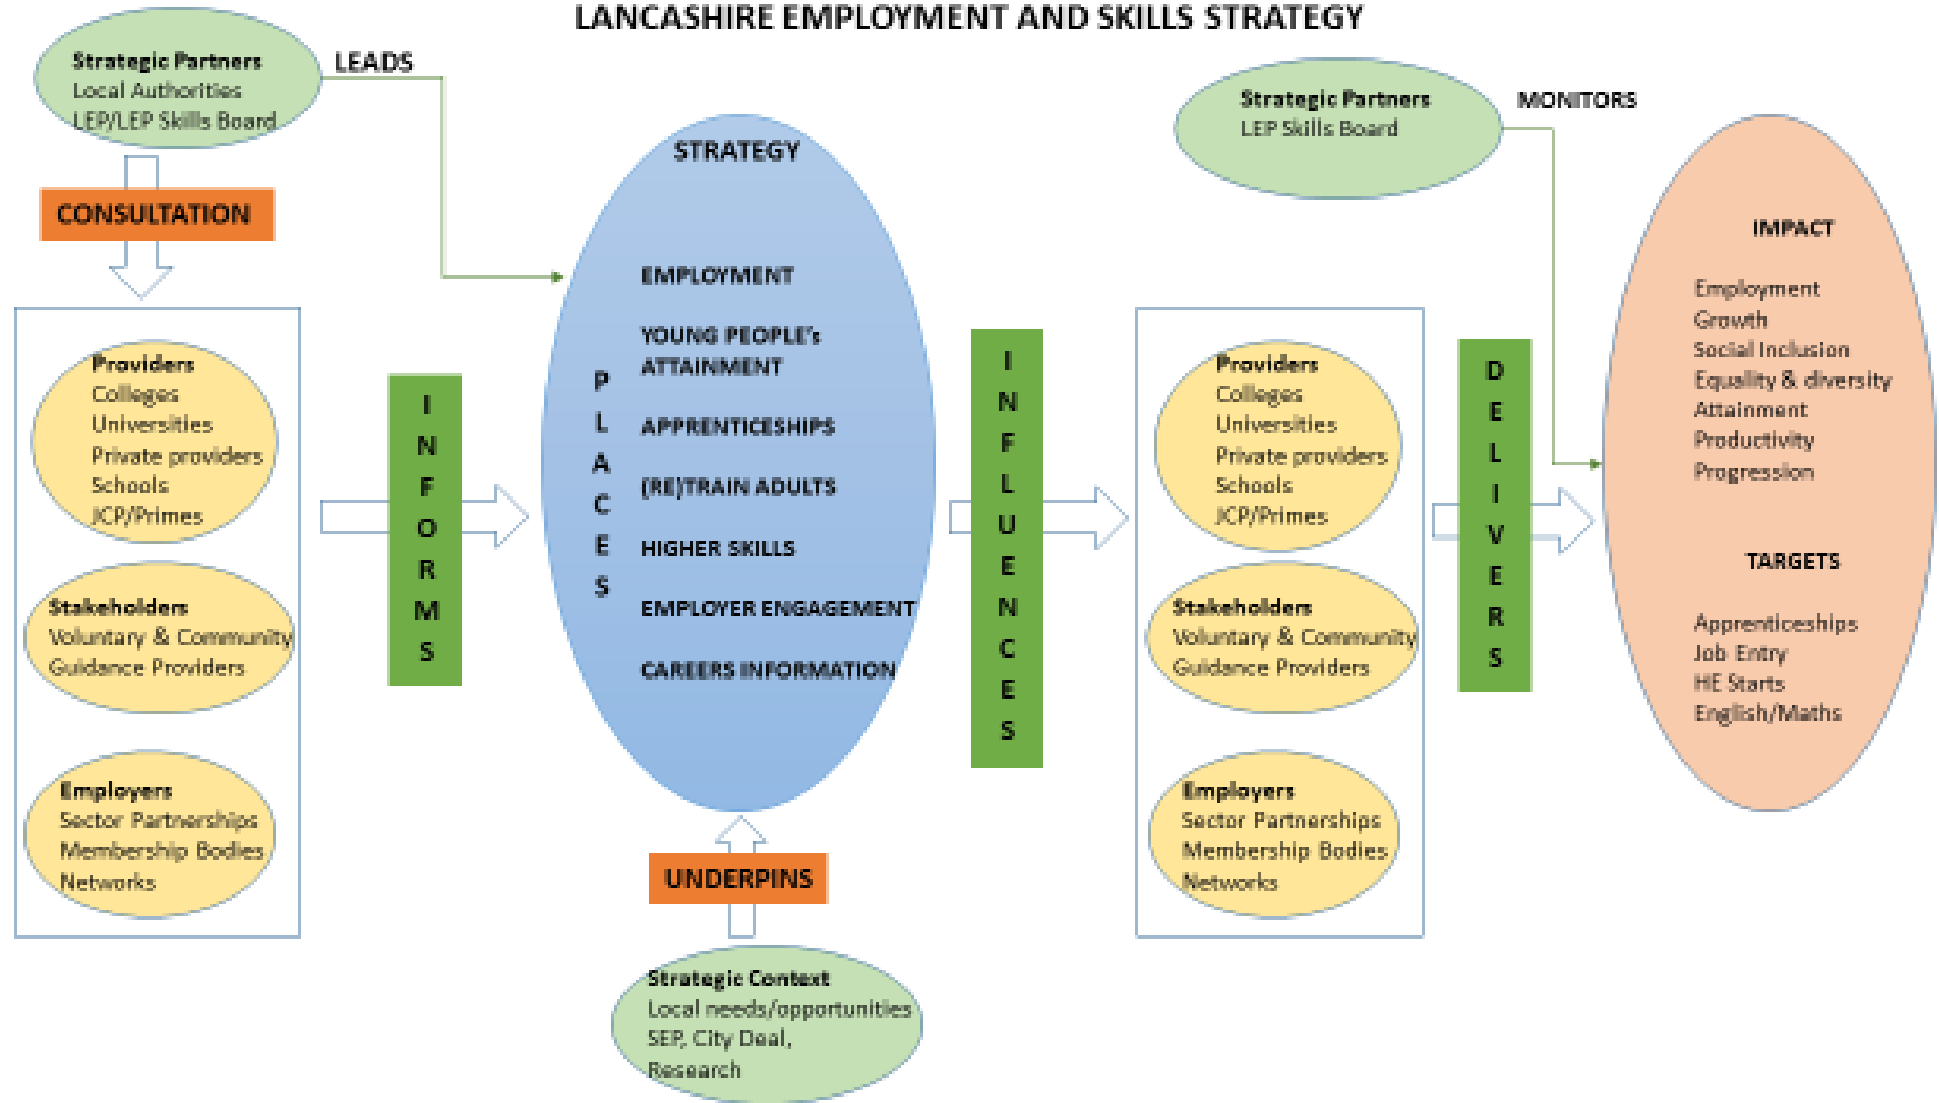 LANCASHIRE EMPLOYMENT AND SKILLS STRATEGY
Strategic Partners
Local Authorities
LEP/LEP Skills Board
LEADS
CONSULTATION
Providers
Colleges
Universities
Private providers
Schools
JCP/Primes
Stakeholders
Voluntary & Community
Guidance Providers
Employers
Sector Partnerships
Membership Bodies
Networks
INFORMS
STRATEGY
PLACES
EMPLOYMENT
YOUNG PEOPLE's
ATTAINMENT
APPRENTICESHIPS
(RE)TRAIN ADULTS
HIGHER SKILLS
EMPLOYER ENGAGEMENT
CAREERS INFORMATION
UNDERPINS
Strategic Context
Local needs/opportunities
SEP, City Deal,
Research
INFLUENCES
Strategic Partners
LEP Skills Board
MONITORS
Providers
Colleges
Universities
Private providers
Schools
JCP/Primes
Stakeholders
Voluntary & Community
Guidance Providers
Employers
Sector Partnerships
Membership Bodies
Networks
DELIVERS
IMPACT
Employment
Growth
Social Inclusion
Equality & diversity
Attainment
Productivity
Progression
TARGETS
Apprenticeships
Job Entry
HE Starts
English/Maths